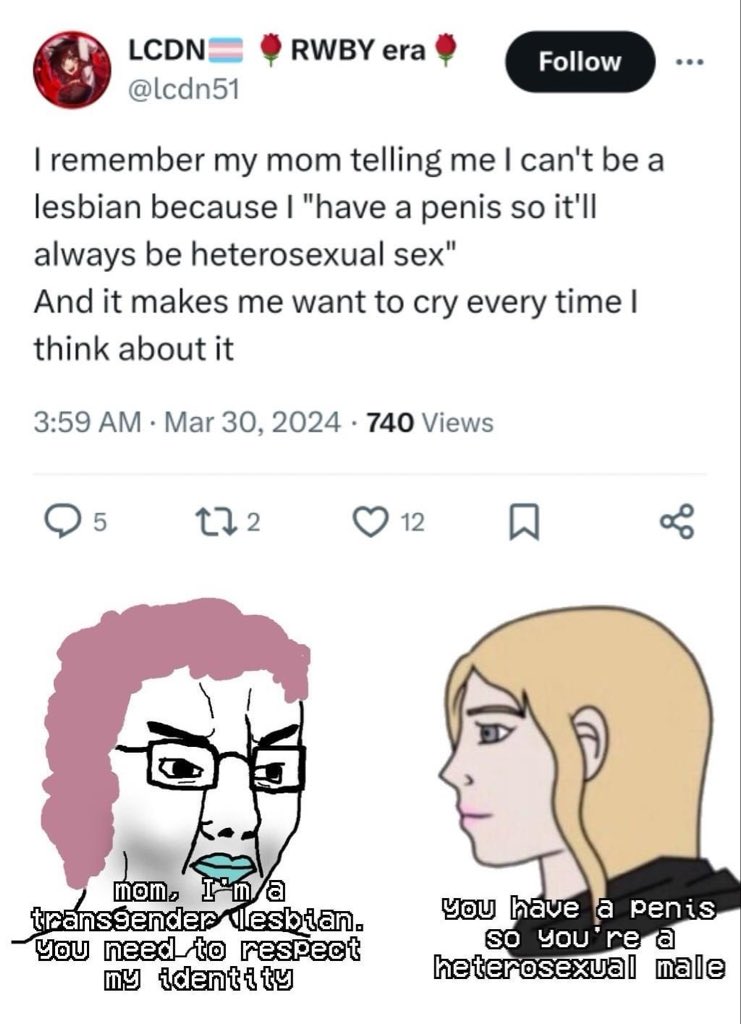 LCDN🏳️‍⚧️ 🌹 RWBY era🌹
@lcdn51
Follow
I remember my mom telling me I can't be a
lesbian because I "have a penis so it'll
always be heterosexual sex"
And it makes me want to cry every time I
think about it
3:59 AM · Mar 30, 2024 · 740 Views
5 2 12
mom, I'm a
transgender lesbian.
you need to respect
my identity
you have a penis
so you're a
heterosexual male